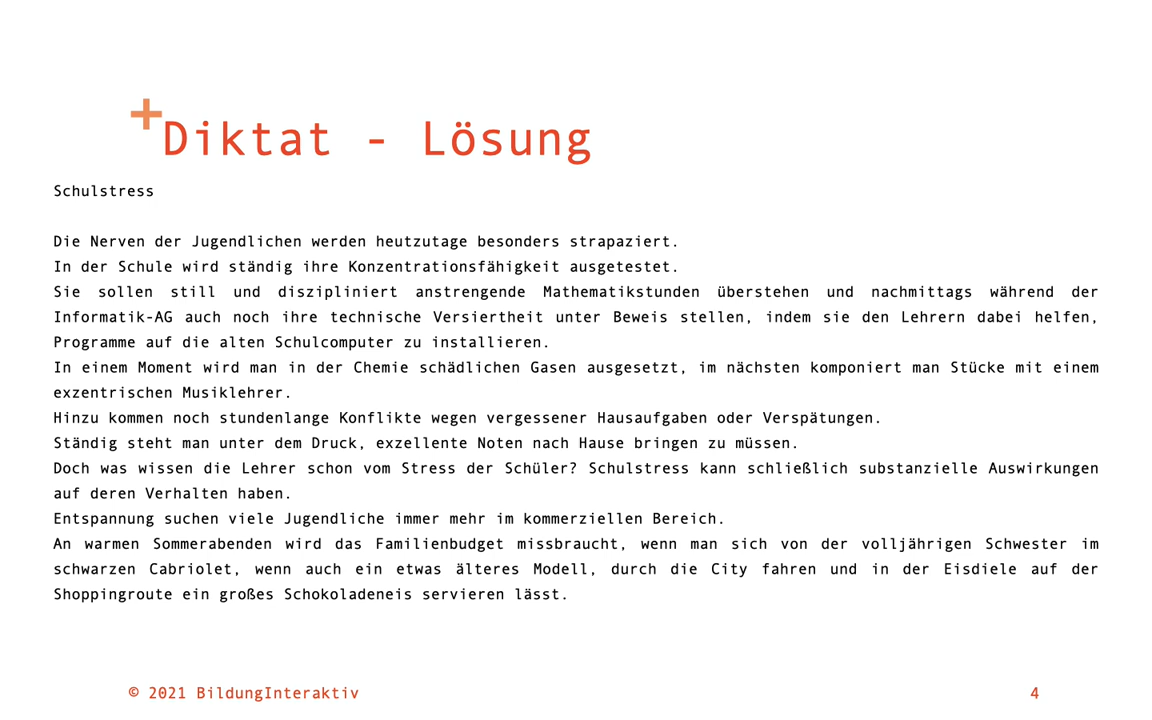 +Diktat - Lösung
Schulstress
Die Nerven der Jugendlichen werden heutzutage besonders strapaziert.
In der Schule wird ständig ihre Konzentrationsfähigkeit ausgetestet.
Sie sollen still und diszipliniert anstrengende Mathematikstunden überstehen und nachmittags während der
Informatik-AG auch noch ihre technische Versiertheit unter Beweis stellen, indem sie den Lehrern dabei helfen,
Programme auf die alten Schulcomputer zu installieren.
In einem Moment wird man in der Chemie schädlichen Gasen ausgesetzt, im nächsten komponiert man Stücke mit einem
exzentrischen Musiklehrer.
Hinzu kommen noch stundenlange Konflikte wegen vergessener Hausaufgaben oder Verspätungen.
Ständig steht man unter dem Druck, exzellente Noten nach Hause bringen zu müssen.
Doch was wissen die Lehrer schon vom Stress der Schüler? Schulstress kann schließlich substanzielle Auswirkungen
auf deren Verhalten haben.
Entspannung suchen viele Jugendliche immer mehr im kommerziellen Bereich.
An warmen Sommerabenden wird das Familienbudget missbraucht, wenn man sich von der volljährigen Schwester im
schwarzen Cabriolet, wenn auch ein etwas älteres Modell, durch die City fahren und in der Eisdiele auf der
Shoppingroute ein großes Schokoladeneis servieren lässt.
© 2021 BildungInteraktiv
4